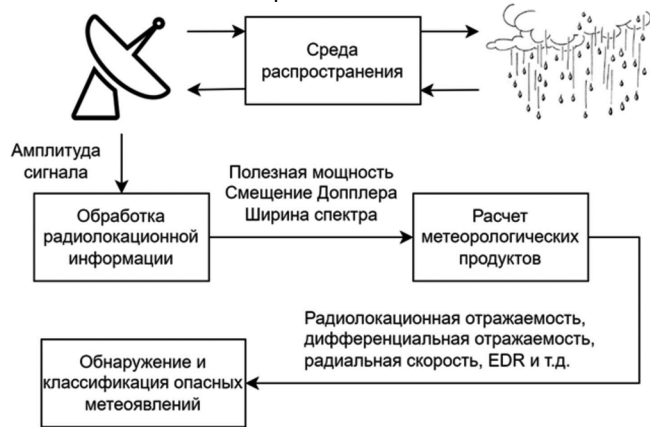 Среда
распространения
Амплитуда
сигнала
Полезная мощность
Смещение Допплера
Ширина спектра
Обработка
радиолокационной
информации
Расчет
метеорологических
продуктов
Радиолокационная отражаемость,
дифференциальная отражаемость,
радиальная скорость, EDR и т.д.
Обнаружение и
классификация опасных
метеоявлений